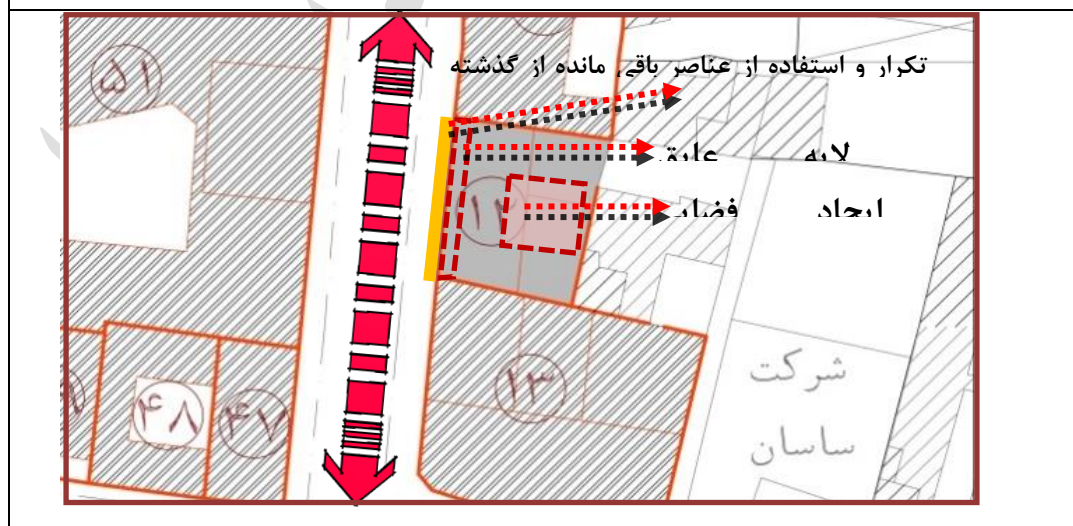 تکرار و استفاده از عناصر باقی مانده از گذشته
۵۱
لایه عایق
۱۲
ایجاد فضای
شرکت
ساسان
۱۳
۴۸
۴۷